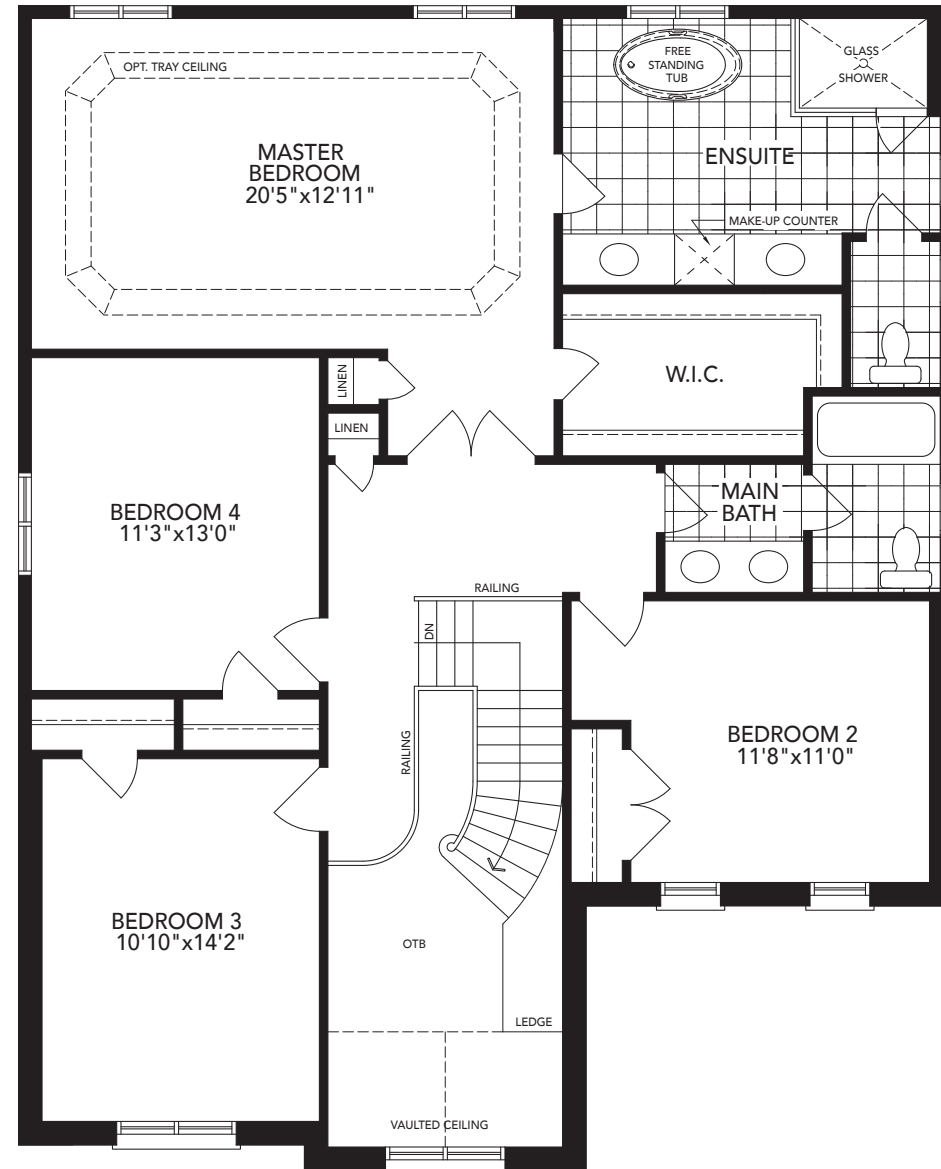 OPT. TRAY CEILING
MASTER
BEDROOM
20'5"x12'11"
FREE
STANDING
TUB
GLASS
SHOWER
ENSUITE
MAKE-UP COUNTER
W.I.C.
LINEN
LINEN
BEDROOM 4
11'3"x13'0"
MAIN
BATH
RAILING
DN
RAILING
BEDROOM 2
11'8"x11'0"
BEDROOM 3
10'10"x14'2"
OTB
LEDGE
VAULTED CEILING